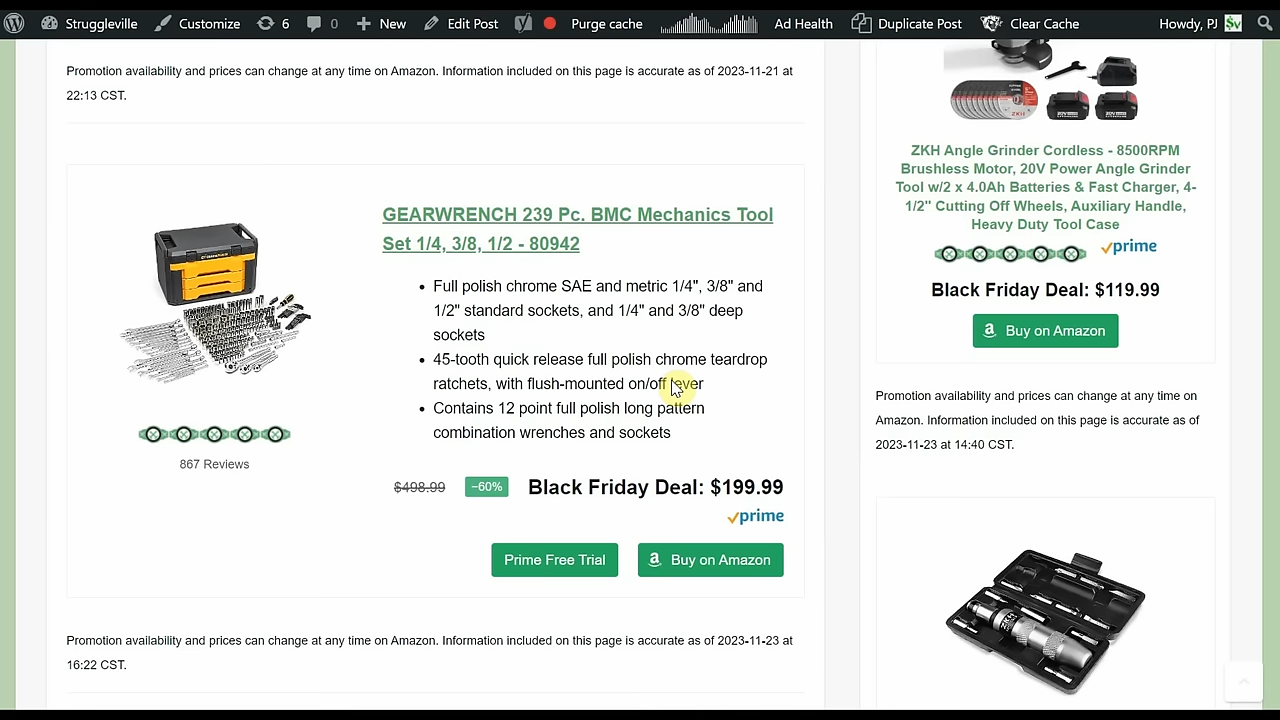 Struggleville Customize 6 0 New Edit Post Purge cache Ad Health Duplicate Post Clear Cache Howdy, PJ
Promotion availability and prices can change at any time on Amazon. Information included on this page is accurate as of 2023-11-21 at
22:13 CST.
GEARWRENCH 239 Pc. BMC Mechanics Tool
Set 1/4, 3/8, 1/2 - 80942
• Full polish chrome SAE and metric 1/4", 3/8" and
1/2" standard sockets, and 1/4" and 3/8" deep
sockets
• 45-tooth quick release full polish chrome teardrop
ratchets, with flush-mounted on/off lever
• Contains 12 point full polish long pattern
combination wrenches and sockets
867 Reviews
$498.99 −60% Black Friday Deal: $199.99
prime
Prime Free Trial
Buy on Amazon
Promotion availability and prices can change at any time on Amazon. Information included on this page is accurate as of 2023-11-23 at
16:22 CST.
ZKH Angle Grinder Cordless - 8500RPM
Brushless Motor, 20V Power Angle Grinder
Tool w/2 x 4.0Ah Batteries & Fast Charger, 4-
1/2" Cutting Off Wheels, Auxiliary Handle,
Heavy Duty Tool Case
prime
Black Friday Deal: $119.99
Buy on Amazon
Promotion availability and prices can change at any time on
Amazon. Information included on this page is accurate as of
2023-11-23 at 14:40 CST.